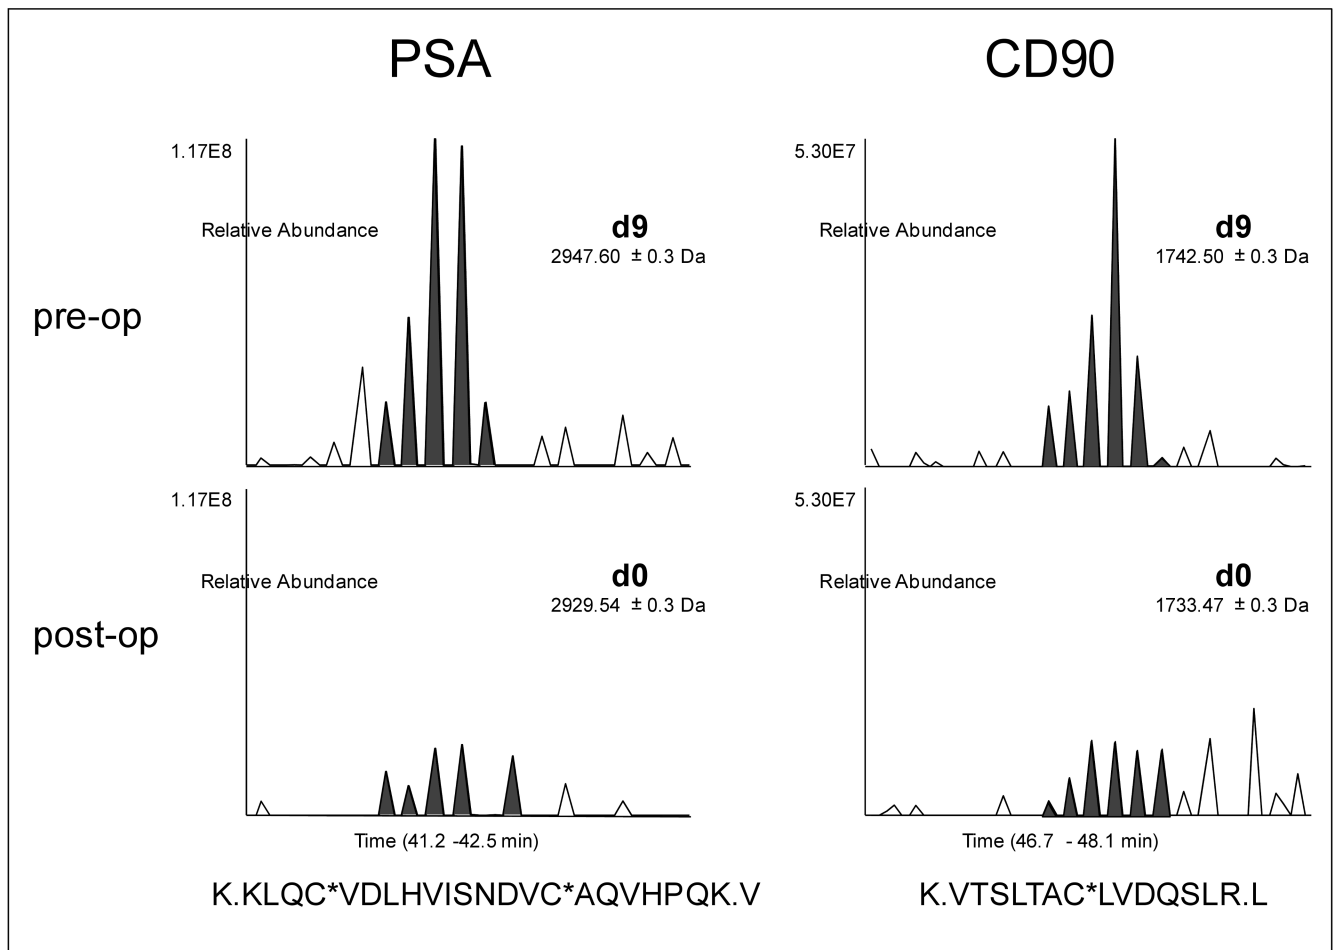 PSA
CD90
1.17E8
5.30E7
Relative Abundance
d9
2947.60 ± 0.3 Da
Relative Abundance
d9
1742.50 ± 0.3 Da
pre-op
1.17E8
5.30E7
Relative Abundance
d0
2929.54 ± 0.3 Da
Relative Abundance
d0
1733.47 ± 0.3 Da
post-op
Time (41.2 -42.5 min)
Time (46.7 - 48.1 min)
K.KLQC*VDLHVISNDVC*AQVHPQK.V
K.VTSLTAC*LVDQSLR.L